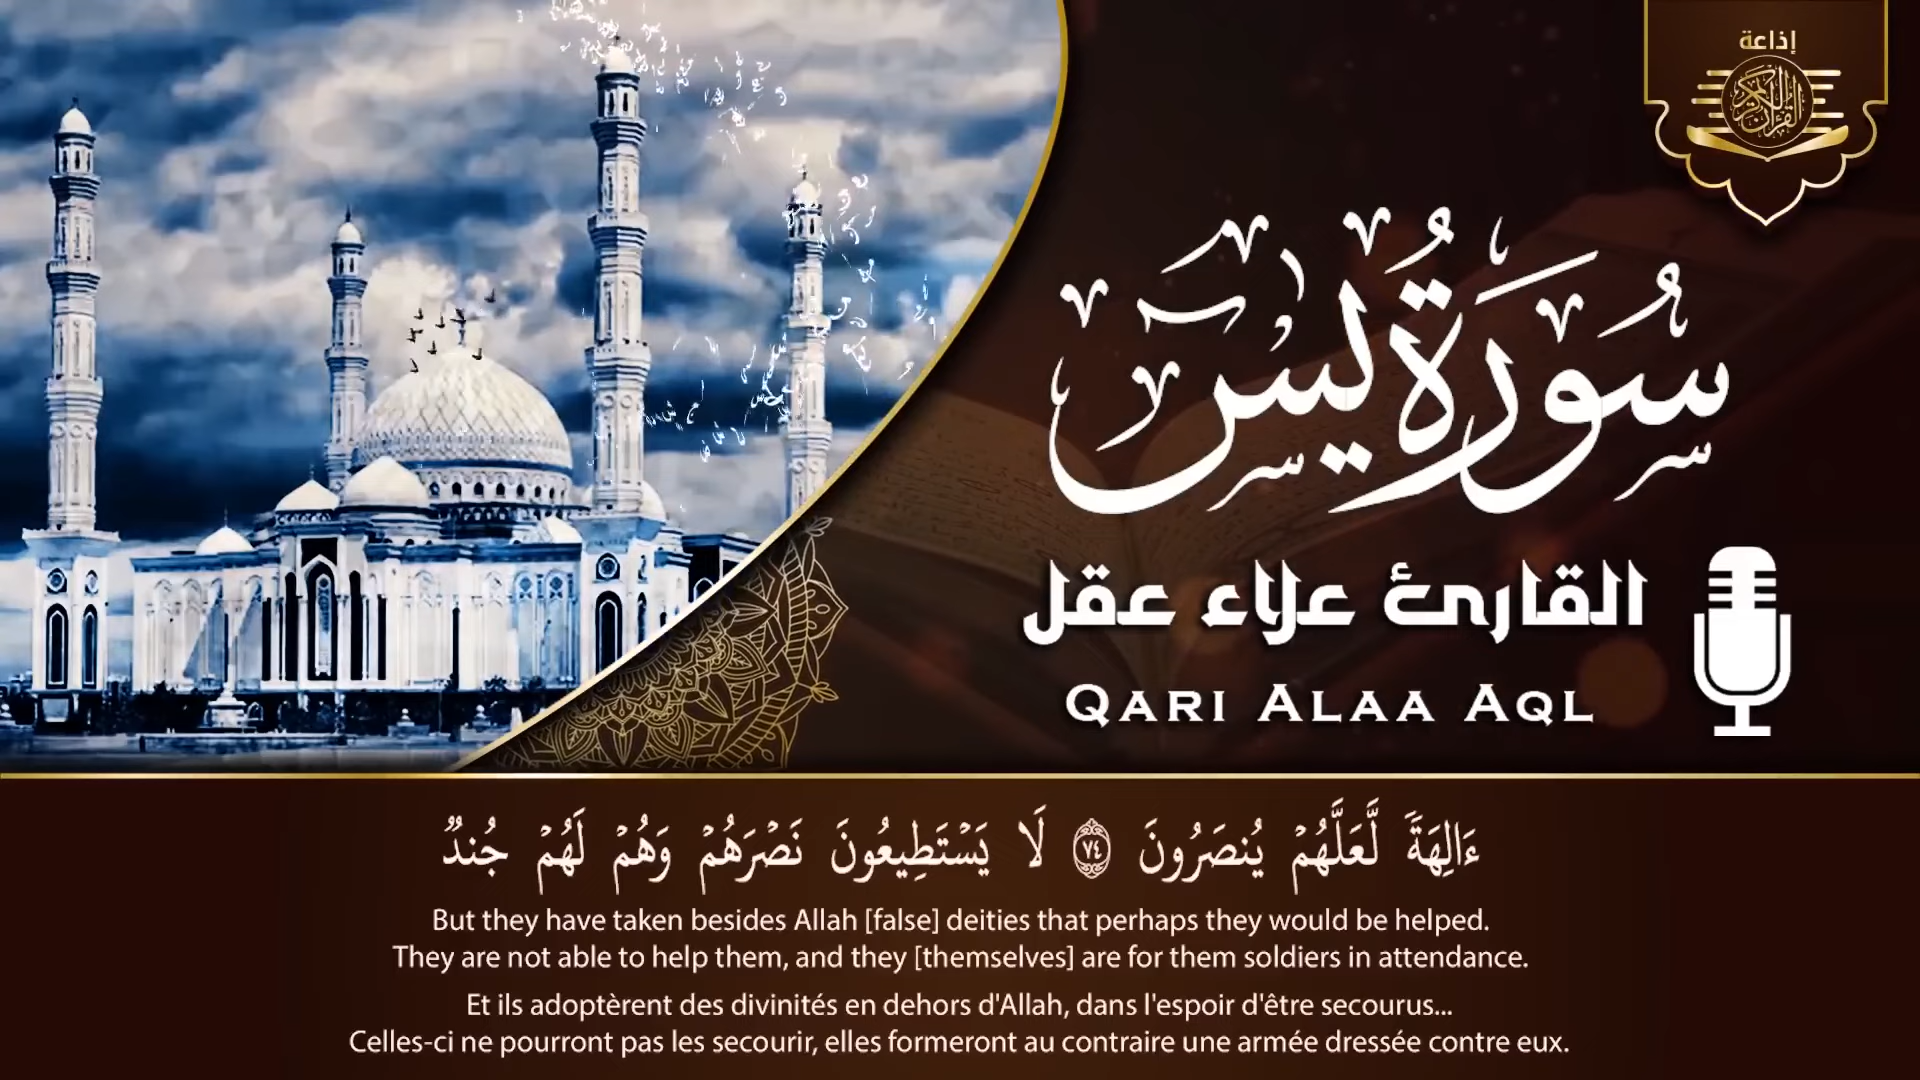 إذاعة
القرآن الكريم
سُورَةُ يسٓ
القارئ علاء عقل
QARI ALAA AQL
ءَالِهَةٗ لَّعَلَّهُمۡ يُنصَرُونَ ٧٤ لَا يَسۡتَطِيعُونَ نَصۡرَهُمۡ وَهُمۡ لَهُمۡ جُندٞ
But they have taken besides Allah [false] deities that perhaps they would be helped.
They are not able to help them, and they [themselves] are for them soldiers in attendance.
Et ils adoptèrent des divinités en dehors d'Allah, dans l'espoir d'être secourus...
Celles-ci ne pourront pas les secourir, elles formeront au contraire une armée dressée contre eux.